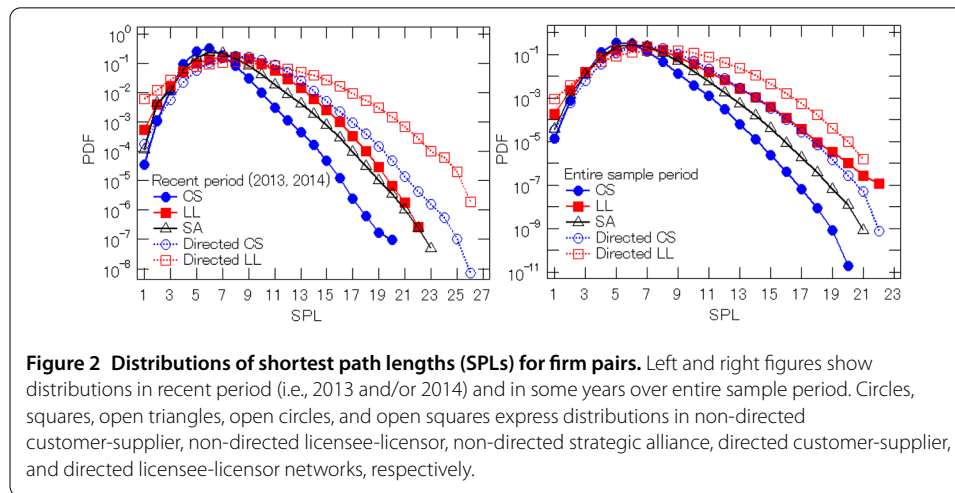 10^0
10^-1
10^-2
10^-3
10^-4
10^-5
10^-6
10^-7
10^-8
PDF
Recent period (2013, 2014)
CS
LL
SA
Directed CS
Directed LL
1 3 5 7 9 11 13 15 17 19 21 23 25 27
SPL
10^-1
10^-3
10^-5
10^-7
10^-9
10^-11
PDF
Entire sample period
CS
LL
SA
Directed CS
Directed LL
1 3 5 7 9 11 13 15 17 19 21 23
SPL
Figure 2 Distributions of shortest path lengths (SPLs) for firm pairs. Left and right figures show
distributions in recent period (i.e., 2013 and/or 2014) and in some years over entire sample period. Circles,
squares, open triangles, open circles, and open squares express distributions in non-directed
customer-supplier, non-directed licensee-licensor, non-directed strategic alliance, directed customer-supplier,
and directed licensee-licensor networks, respectively.